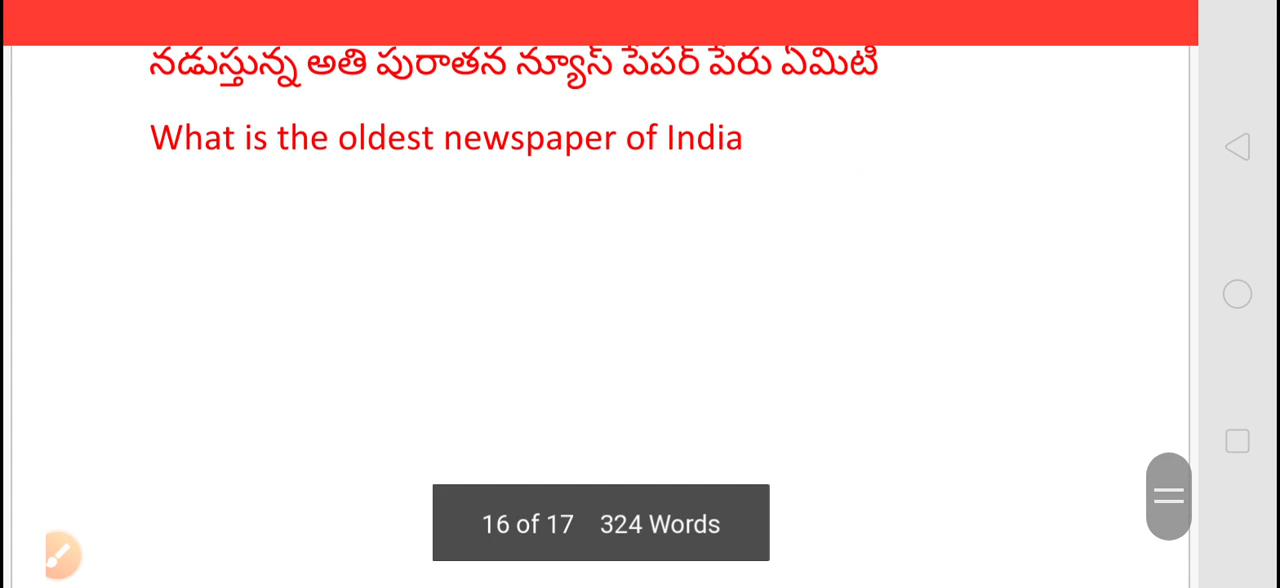 నడుస్తున్న అతి పురాతన న్యూస్ పేపర్ పేరు ఏమిటి
What is the oldest newspaper of India
16 of 17 324 Words